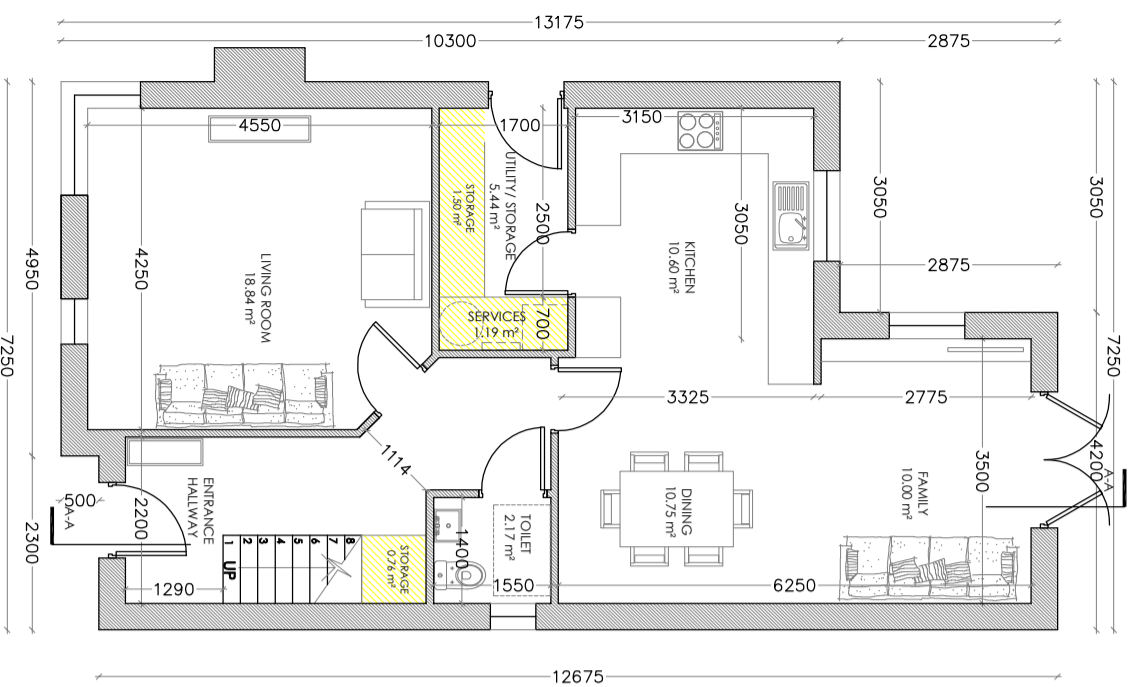 13175
10300
2875
4550
1700
3150
3050
3050
3050
2875
4950
7250
4250
LIVING ROOM
18.84 m²
STORAGE
1.50 m²
UTILITY/ STORAGE
5.44 m²
2500
KITCHEN
10.60 m²
SERVICES
1.19 m²
700
7250
3325
2775
1114
4200
A-A
3500
FAMILY
10.00 m²
DINING
10.75 m²
500
A-A
2200
2300
ENTRANCE
HALLWAY
TOILET
2.17 m²
1400
STORAGE
0.76 m²
1
2
3
4
5
6
7
8
UP
1290
1550
6250
12675